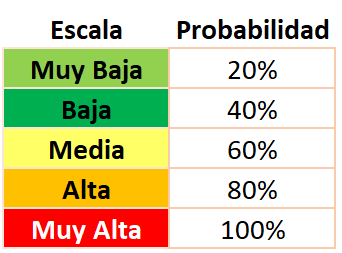 Escala Probabilidad
Muy Baja 20%
Baja 40%
Media 60%
Alta 80%
Muy Alta 100%